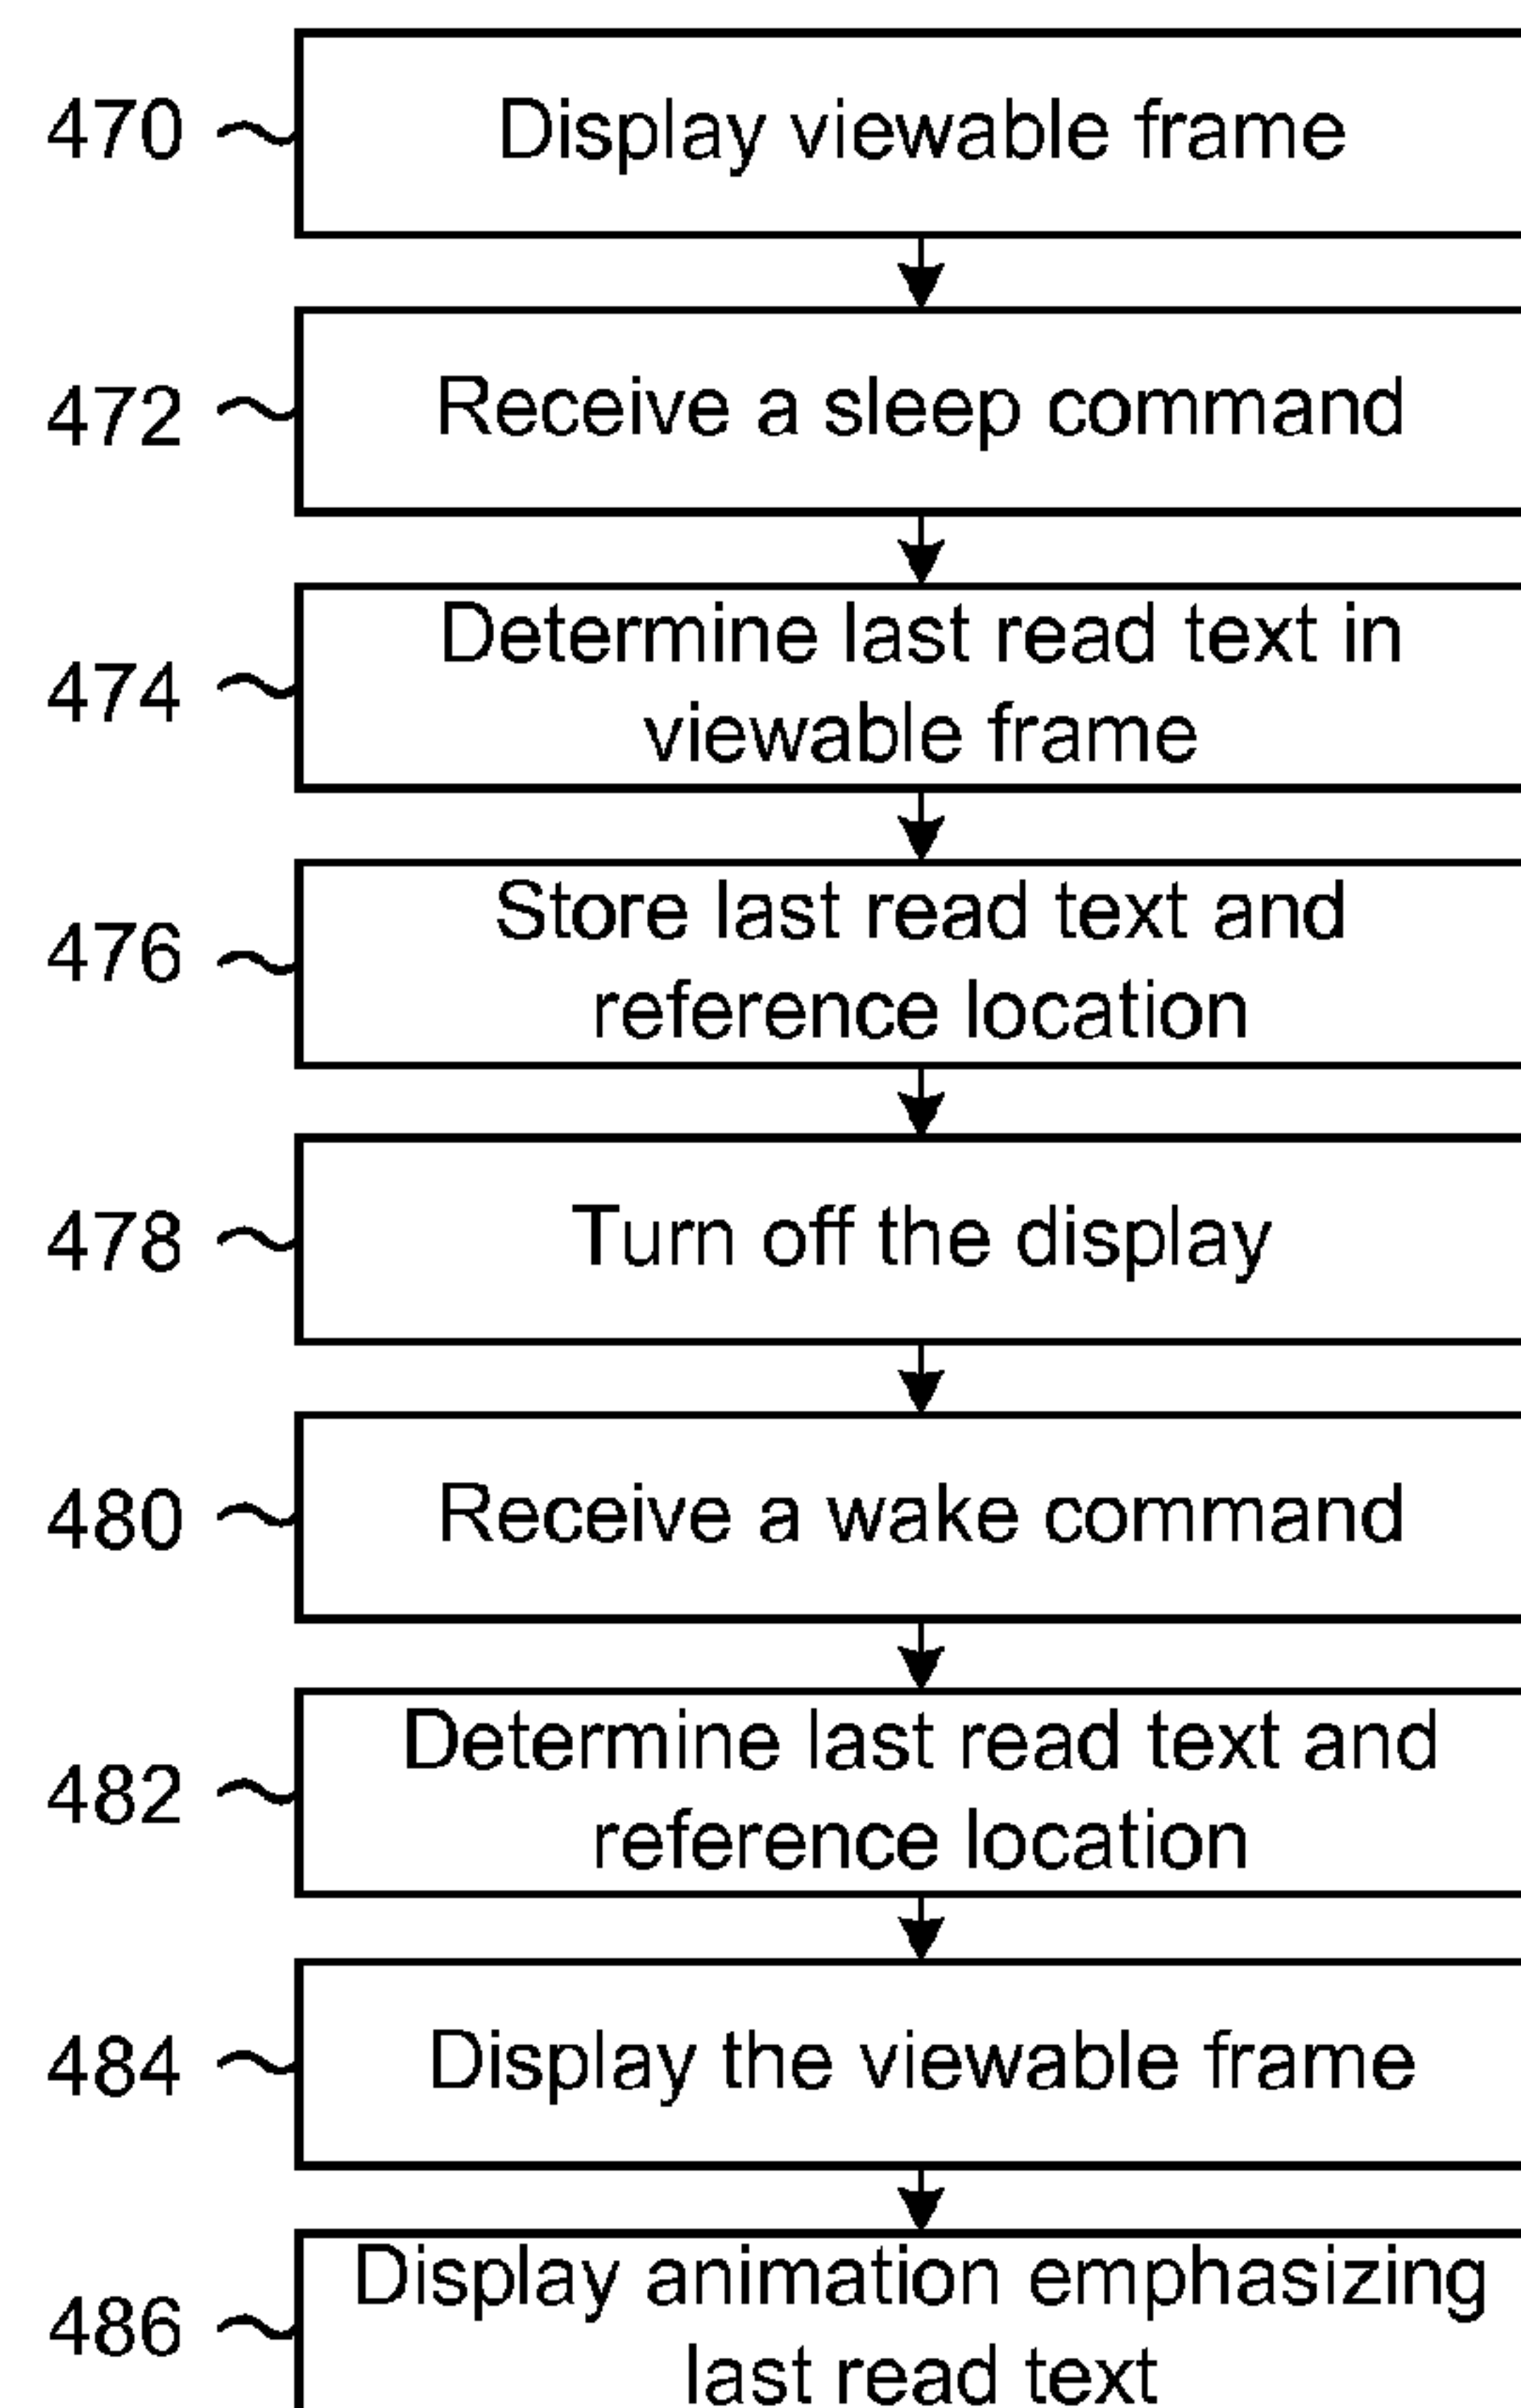 470 Display viewable frame
472 Receive a sleep command
474 Determine last read text in
viewable frame
476 Store last read text and
reference location
478 Turn off the display
480 Receive a wake command
482 Determine last read text and
reference location
484 Display the viewable frame
486 Display animation emphasizing
last read text